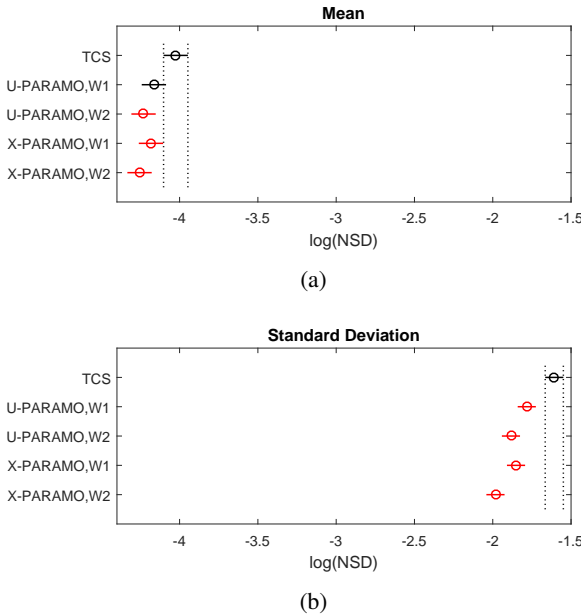 Mean
TCS
U-PARAMO,W1
U-PARAMO,W2
X-PARAMO,W1
X-PARAMO,W2
-4 -3.5 -3 -2.5 -2 -1.5
log(NSD)
(a)
Standard Deviation
TCS
U-PARAMO,W1
U-PARAMO,W2
X-PARAMO,W1
X-PARAMO,W2
-4 -3.5 -3 -2.5 -2 -1.5
log(NSD)
(b)